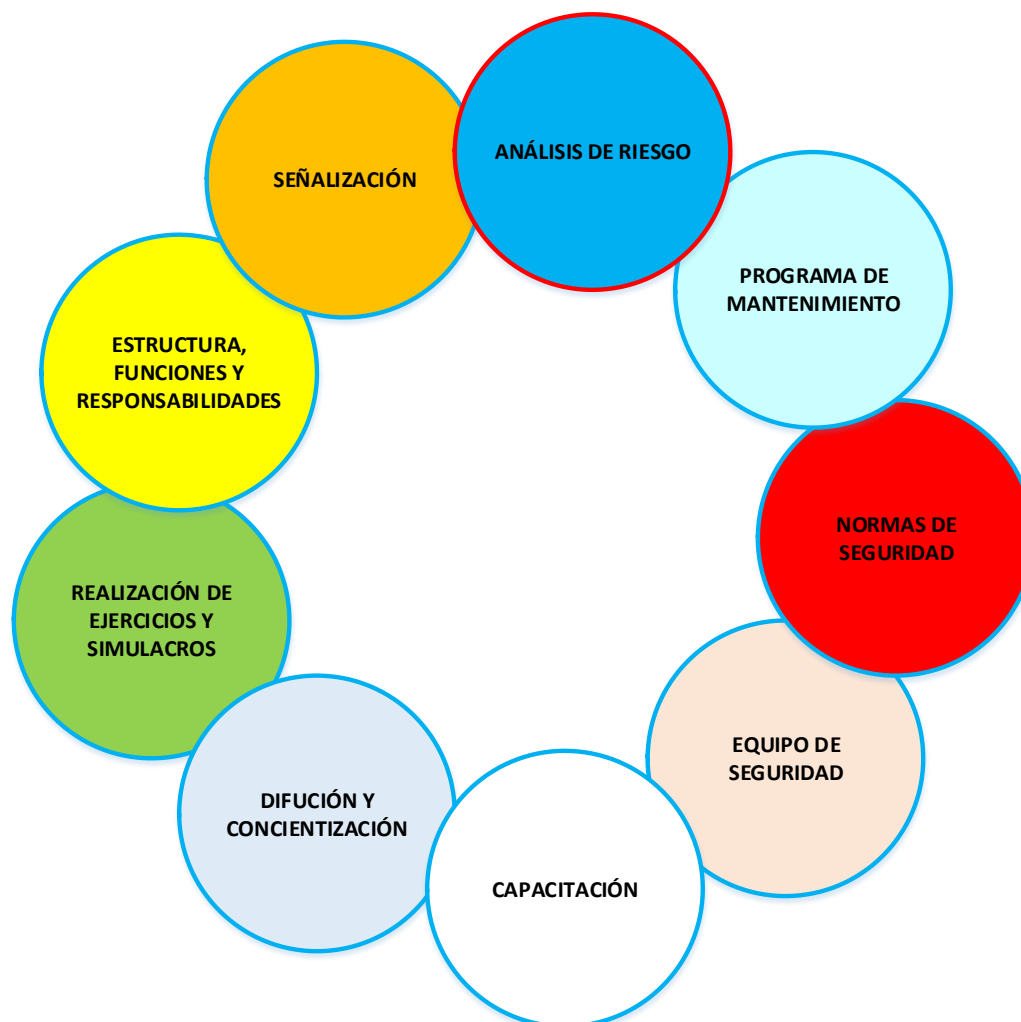 ANÁLISIS DE RIESGO
PROGRAMA DE
MANTENIMIENTO
NORMAS DE
SEGURIDAD
EQUIPO DE
SEGURIDAD
CAPACITACIÓN
DIFUCIÓN Y
CONCIENTIZACIÓN
REALIZACIÓN DE
EJERCICIOS Y
SIMULACROS
ESTRUCTURA,
FUNCIONES Y
RESPONSABILIDADES
SEÑALIZACIÓN